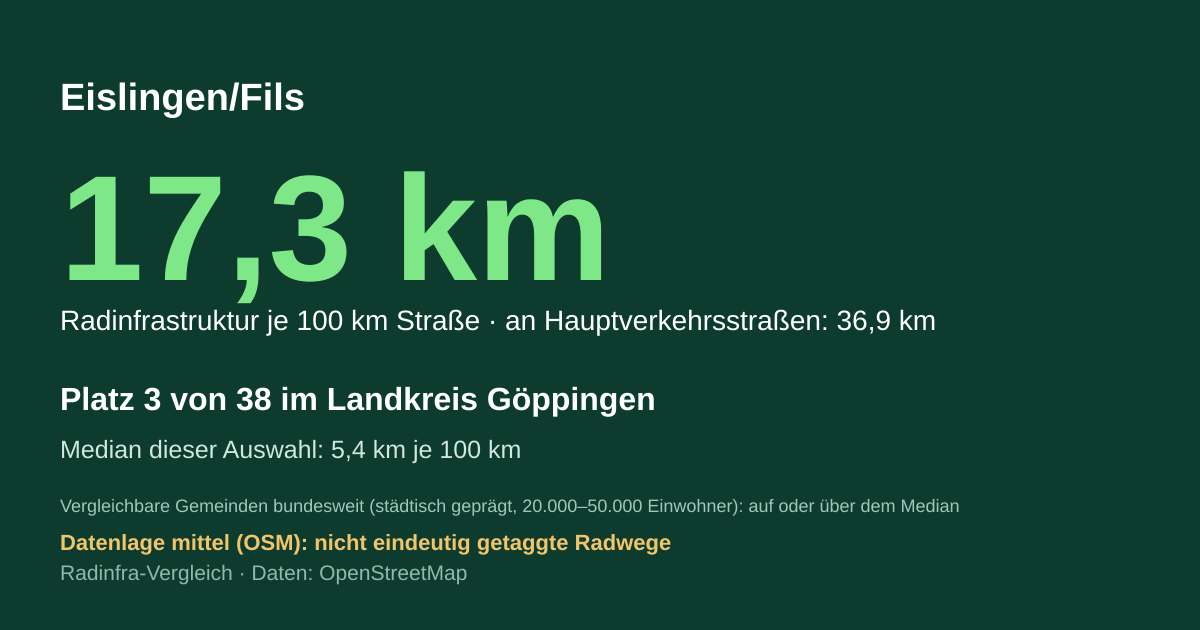 Eislingen/Fils
17,3 km
Radinfrastruktur je 100 km Straße · an Hauptverkehrsstraßen: 36,9 km
Platz 3 von 38 im Landkreis Göppingen
Median dieser Auswahl: 5,4 km je 100 km
Vergleichbare Gemeinden bundesweit (städtisch geprägt, 20.000–50.000 Einwohner): auf oder über dem Median
Datenlage mittel (OSM): nicht eindeutig getaggte Radwege
Radinfra-Vergleich · Daten: OpenStreetMap